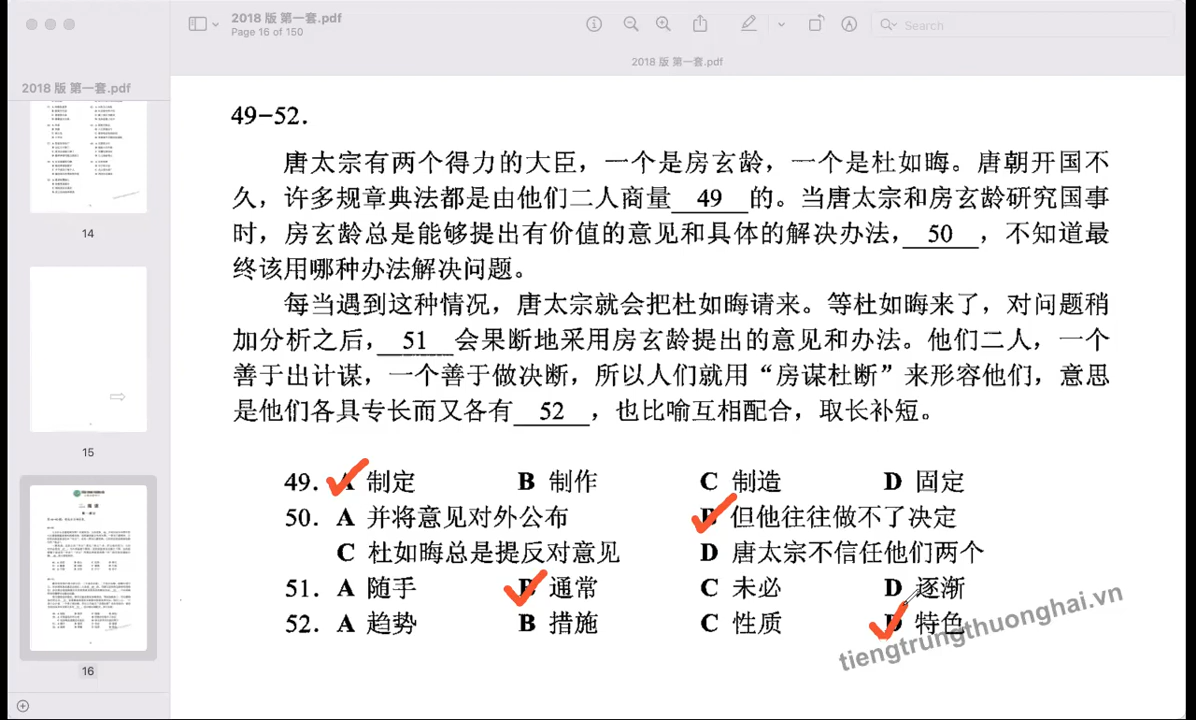 2018 版 第一套.pdf
Page 16 of 150
Search
2018 版 第一套.pdf
2018 版 第一套.pdf
14
15
16
49-52.
唐太宗有两个得力的大臣，一个是房玄龄，一个是杜如晦。唐朝开国不
久，许多规章典法都是由他们二人商量 49 的。当唐太宗和房玄龄研究国事
时，房玄龄总是能够提出有价值的意见和具体的解决办法， 50 ，不知道最
终该用哪种办法解决问题。
每当遇到这种情况，唐太宗就会把杜如晦请来。等杜如晦来了，对问题稍
加分析之后， 51 会果断地采用房玄龄提出的意见和办法。他们二人，一个
善于出计谋，一个善于做决断，所以人们就用“房谋杜断”来形容他们，意思
是他们各具专长而又各有 52 ，也比喻互相配合，取长补短。
49. A 制定 B 制作 C 制造 D 固定
50. A 并将意见对外公布 B 但他往往做不了决定
C 杜如晦总是提反对意见 D 唐太宗不信任他们两个
51. A 随手 B 通常 C 未必 D 逐渐
52. A 趋势 B 措施 C 性质 D 特色
tiengtrungthuonghai.vn